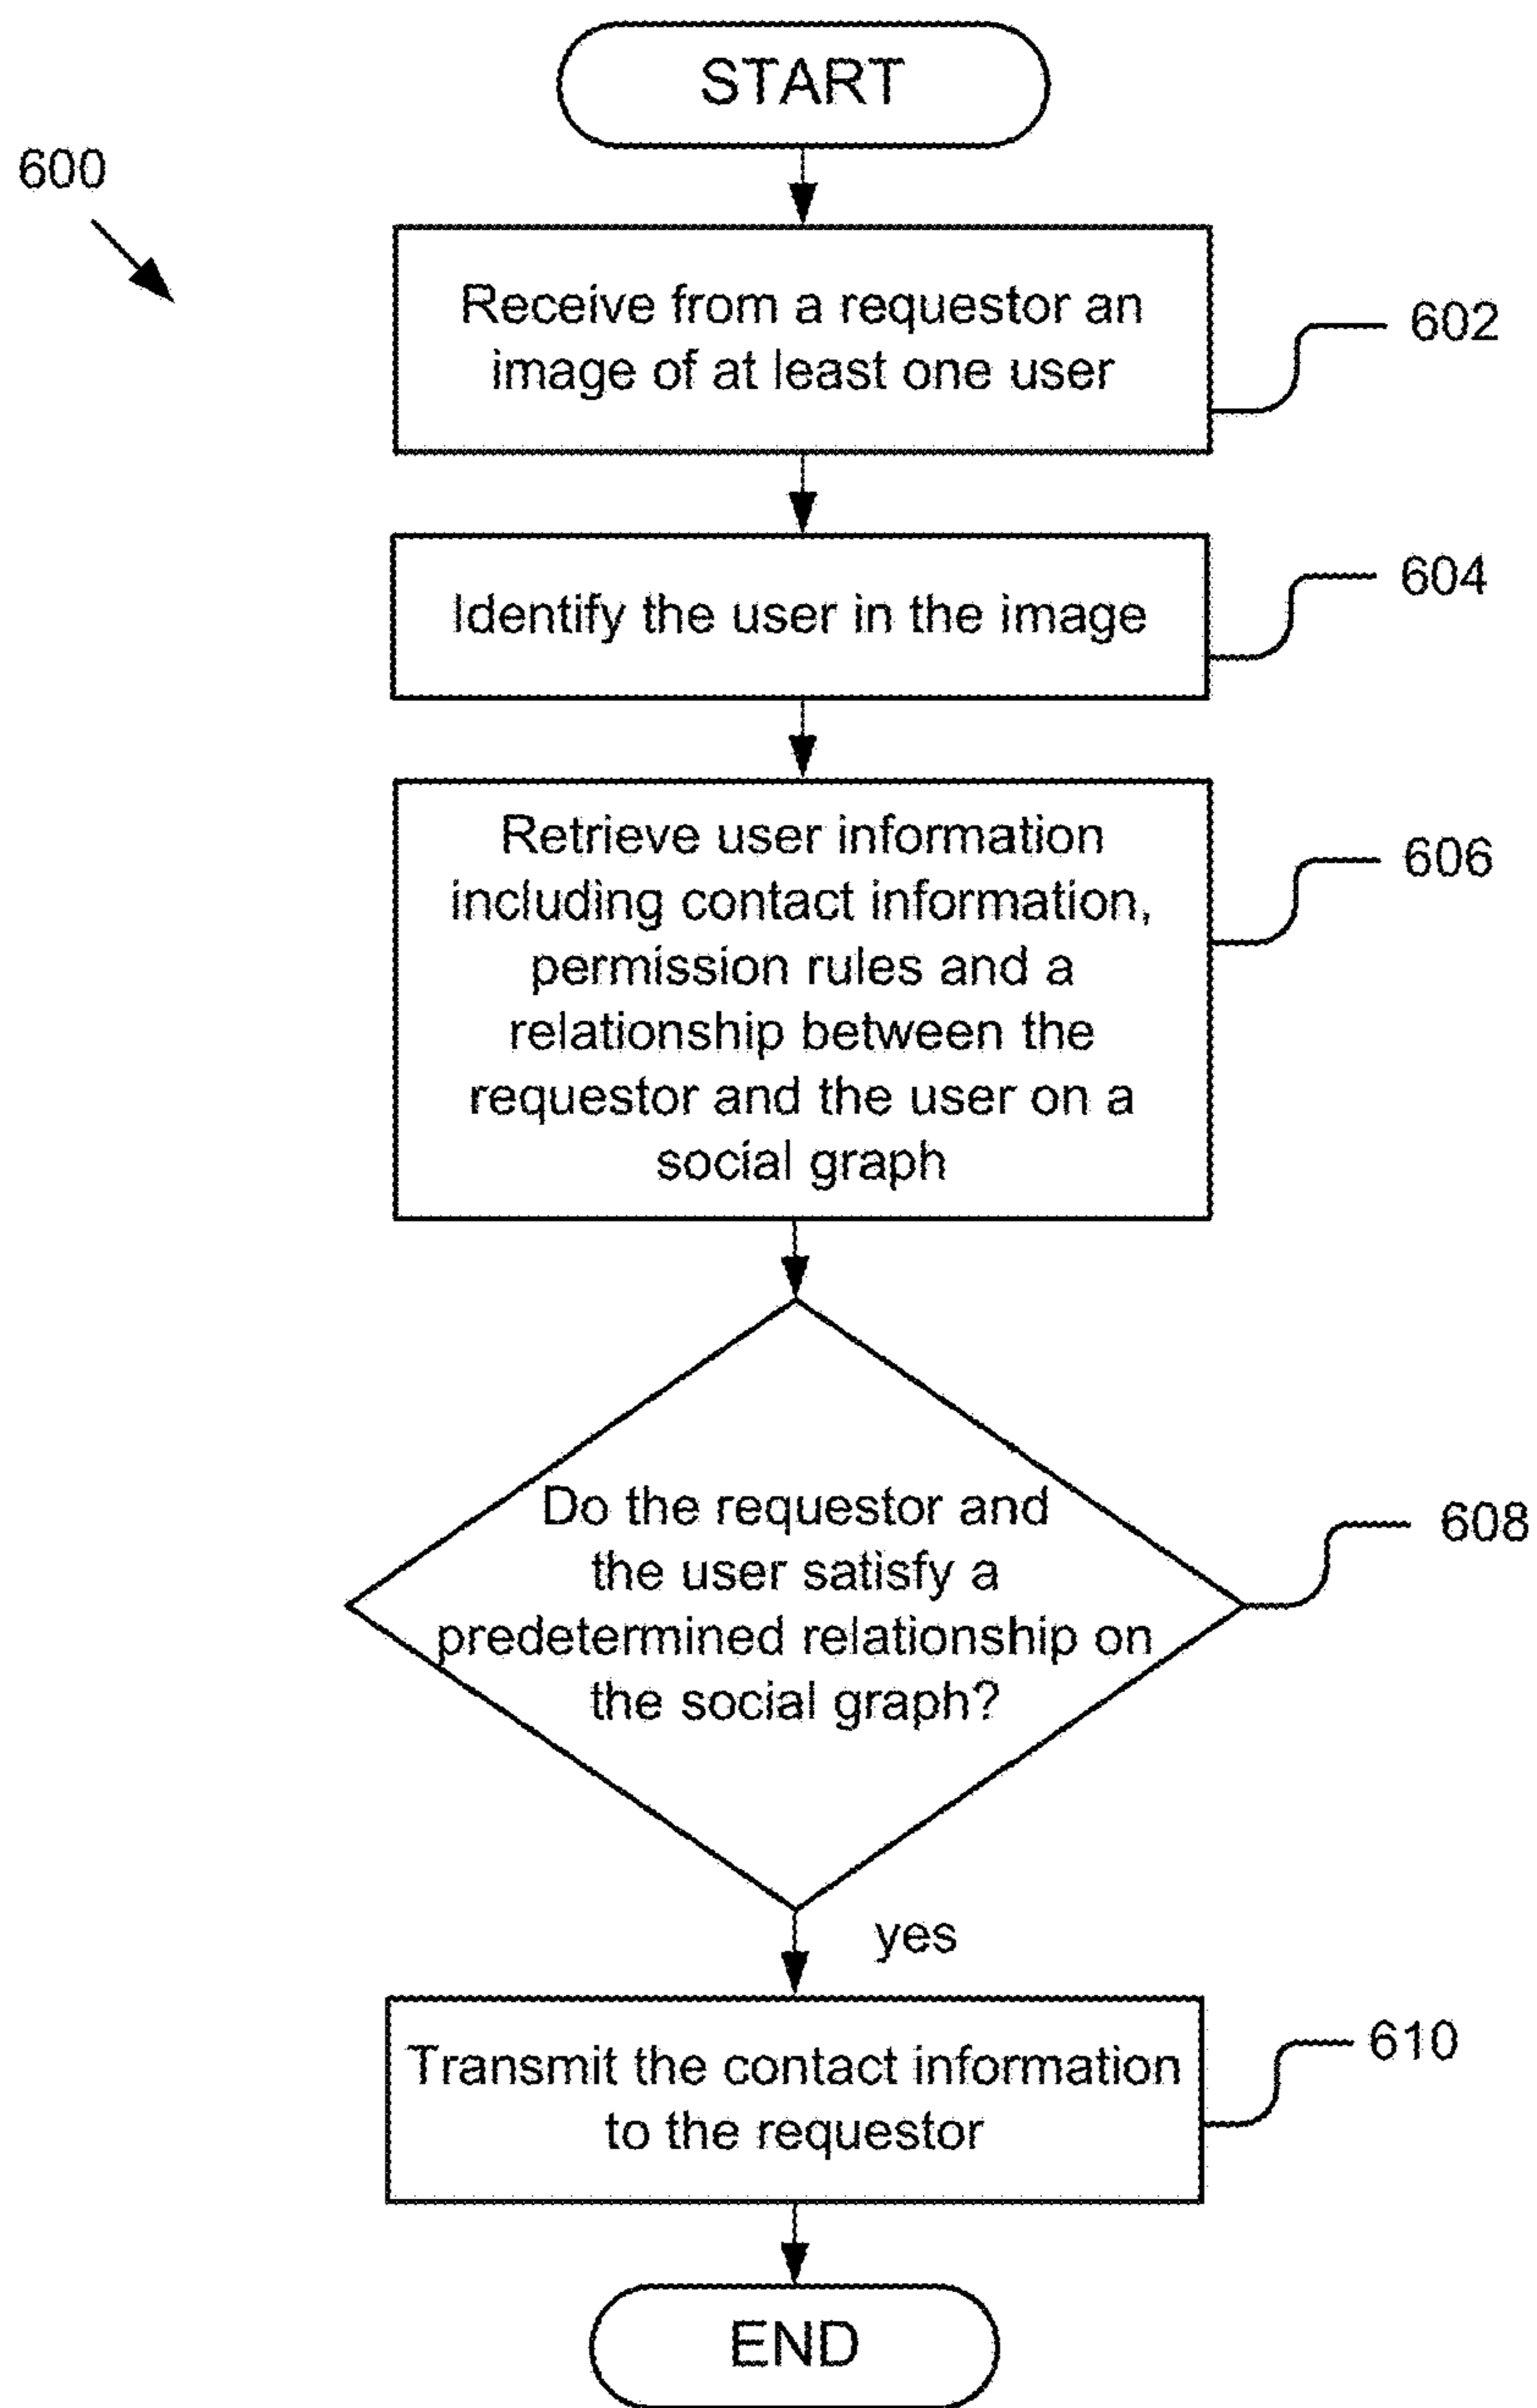 START
600
Receive from a requestor an
image of at least one user
602
Identify the user in the image
604
Retrieve user information
including contact information,
permission rules and a
relationship between the
requestor and the user on a
social graph
606
Do the requestor and
the user satisfy a
predetermined relationship on
the social graph?
608
yes
Transmit the contact information
to the requestor
610
END